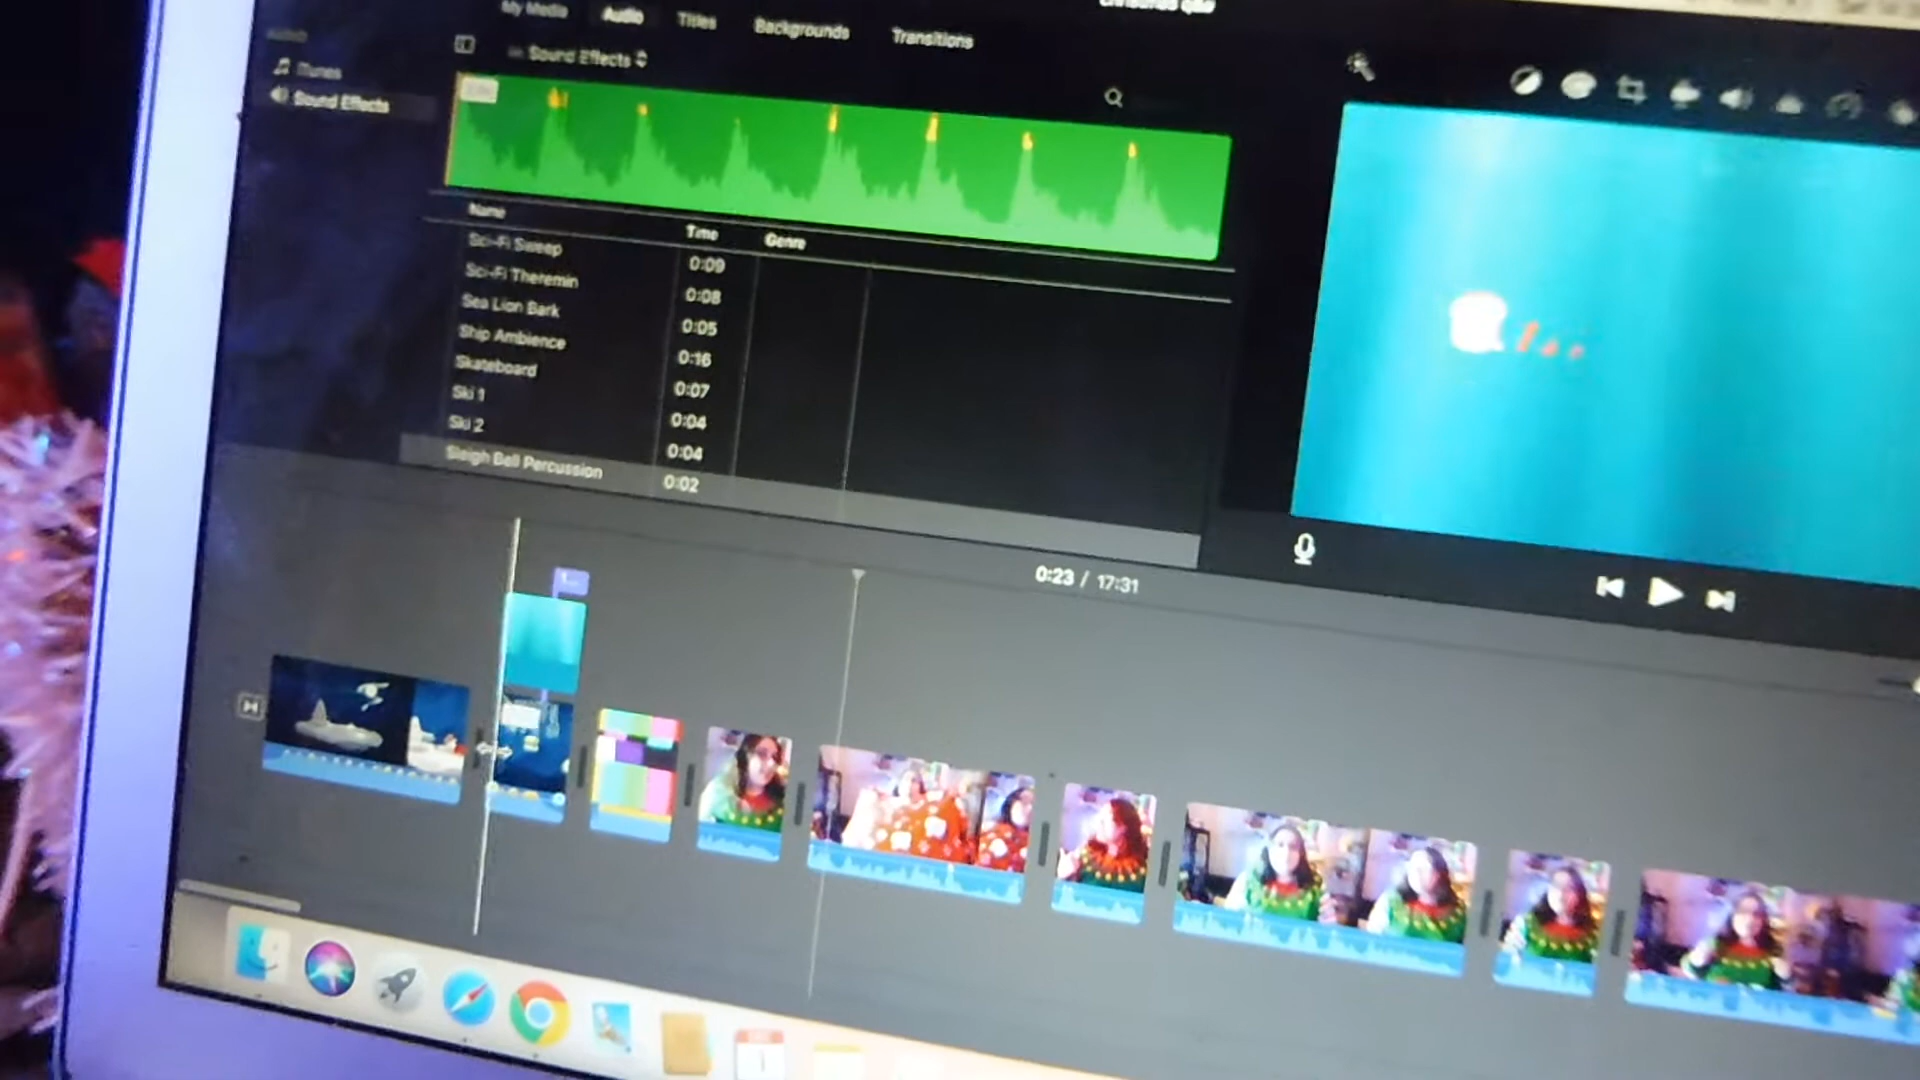 My Media Audio Titles Backgrounds Transitions
Sound Effects
iTunes
Sound Effects
Name Time Genre
Sci-Fi Sweep 0:09
Sci-Fi Theremin 0:08
Sea Lion Bark 0:05
Ship Ambience 0:16
Skateboard 0:07
Ski 1 0:04
Ski 2 0:04
Sleigh Bell Percussion 0:02
0:23 / 17:31